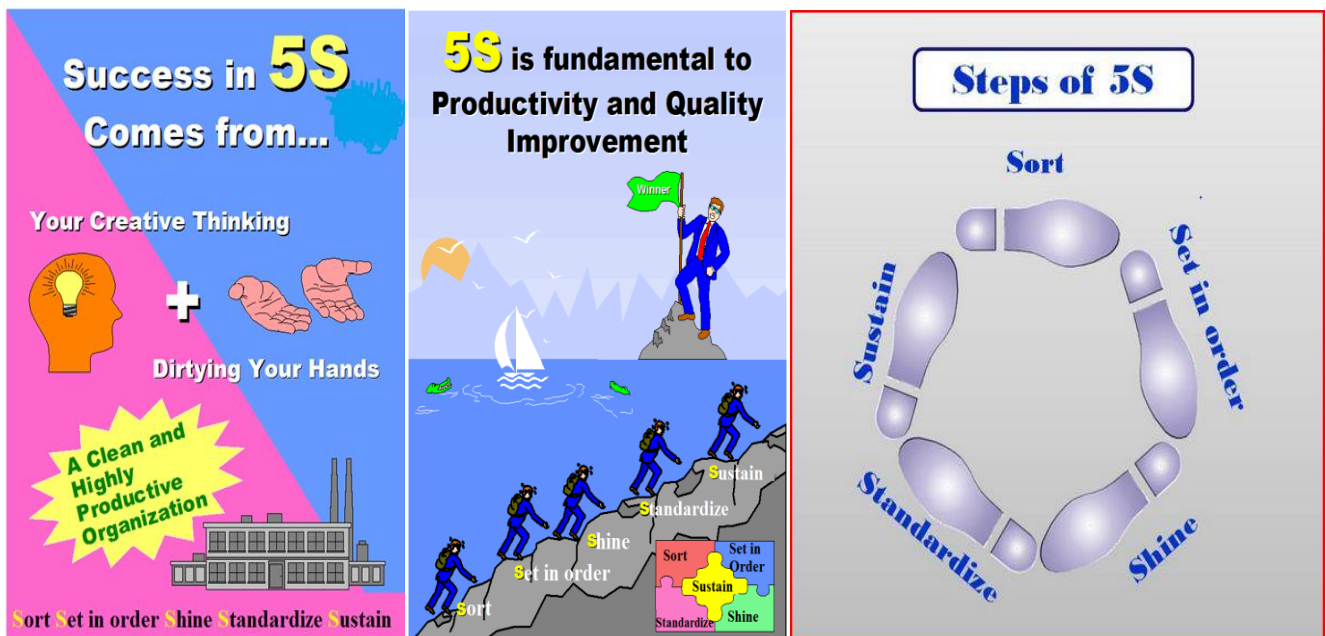 Success in 5S
Comes from...
Your Creative Thinking
+
Dirtying Your Hands
A Clean and
Highly
Productive
Organization
Sort Set in order Shine Standardize Sustain
5S is fundamental to
Productivity and Quality
Improvement
Winner
Sustain
Standardize
Shine
Set in order
Sort
Sort
Set in
Order
Sustain
Standardize
Shine
Steps of 5S
Sort
Set in order
Shine
Standardize
Sustain